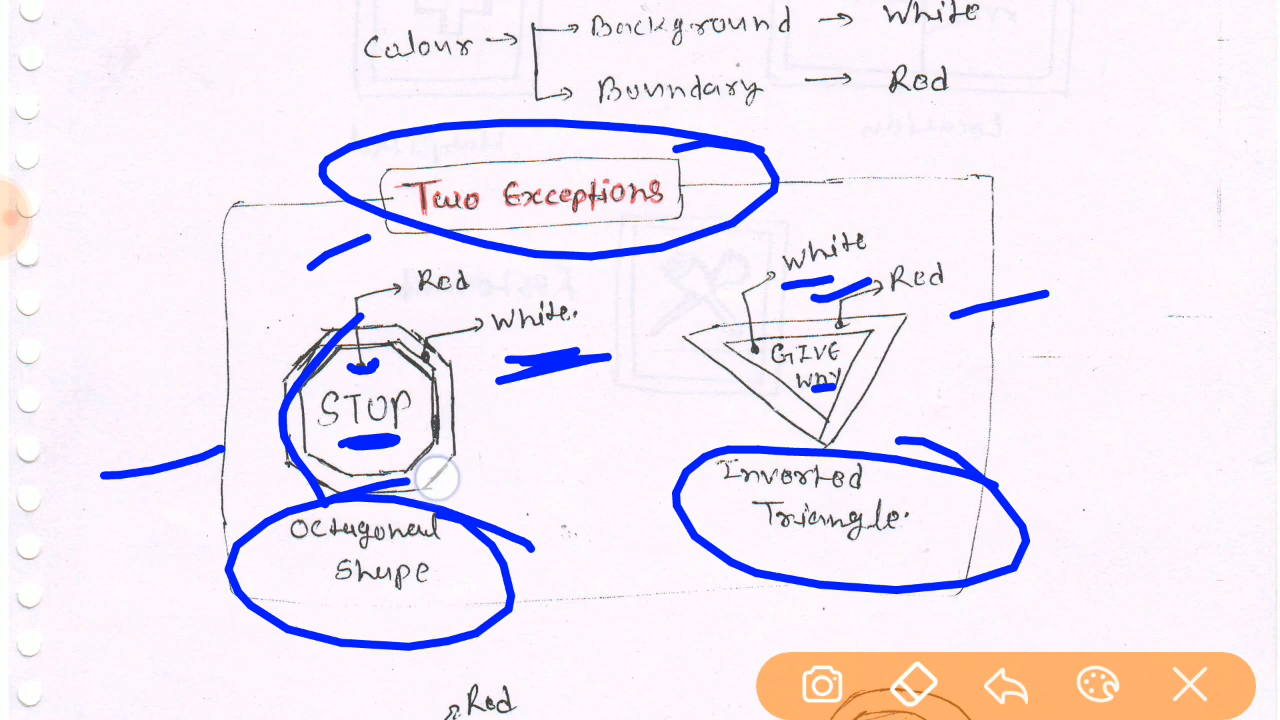 Colour → Background → White
Boundary → Red
Two Exceptions
Red
White.
STOP
Octagonal
Shape
White
Red
GIVE
WAY
Inverted
Triangle.
Red